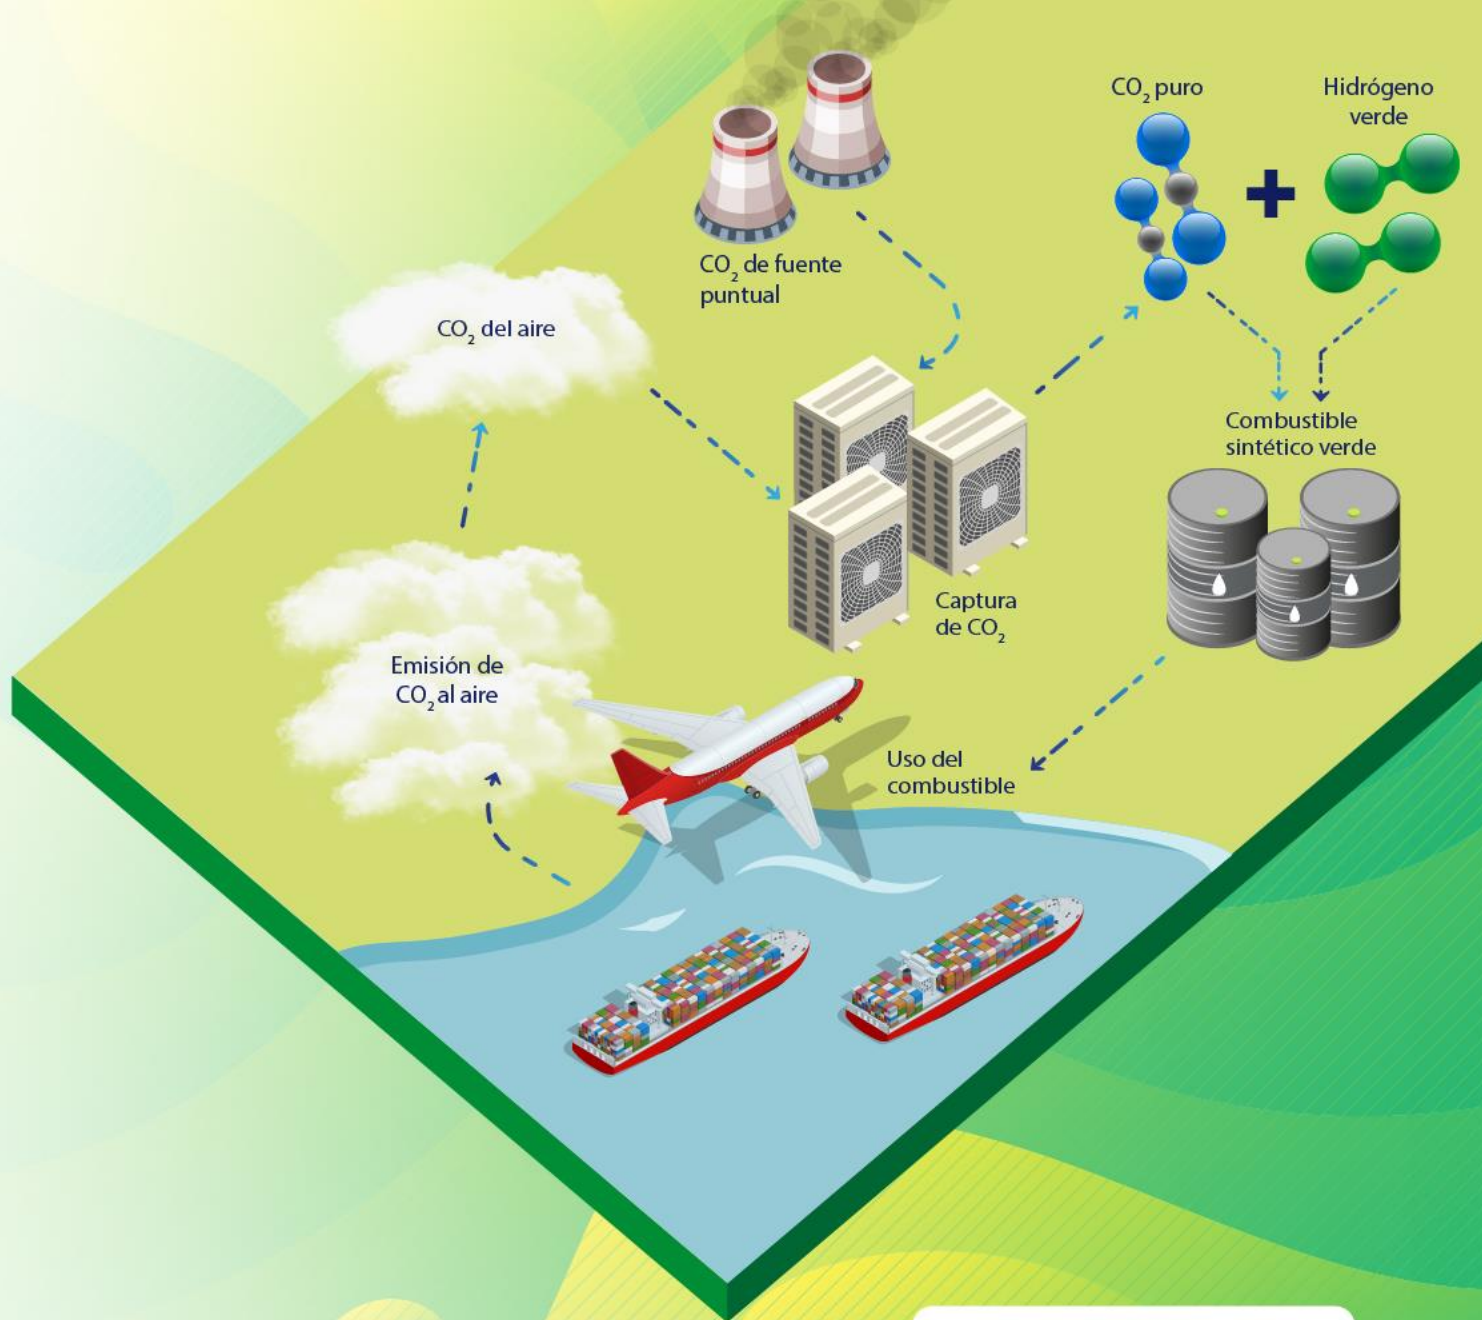 CO₂ puro
Hidrógeno
verde
CO₂ de fuente
puntual
CO₂ del aire
Combustible
sintético verde
Captura
de CO₂
Emisión de
CO₂ al aire
Uso del
combustible